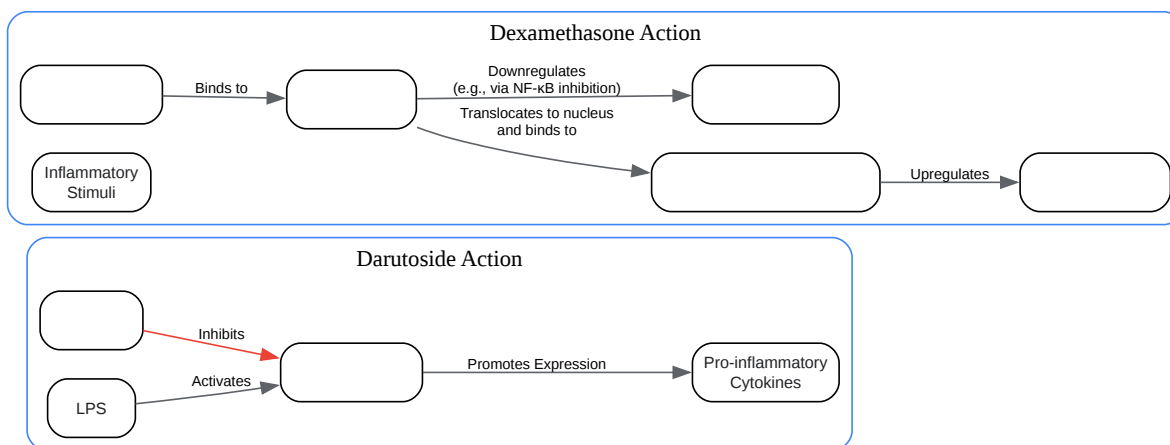 Dexamethasone Action
Binds to
Downregulates
(e.g., via NF-κB inhibition)
Translocates to nucleus
and binds to
Inflammatory
Stimuli
Upregulates
Darutoside Action
Inhibits
Activates
LPS
Promotes Expression
Pro-inflammatory
Cytokines